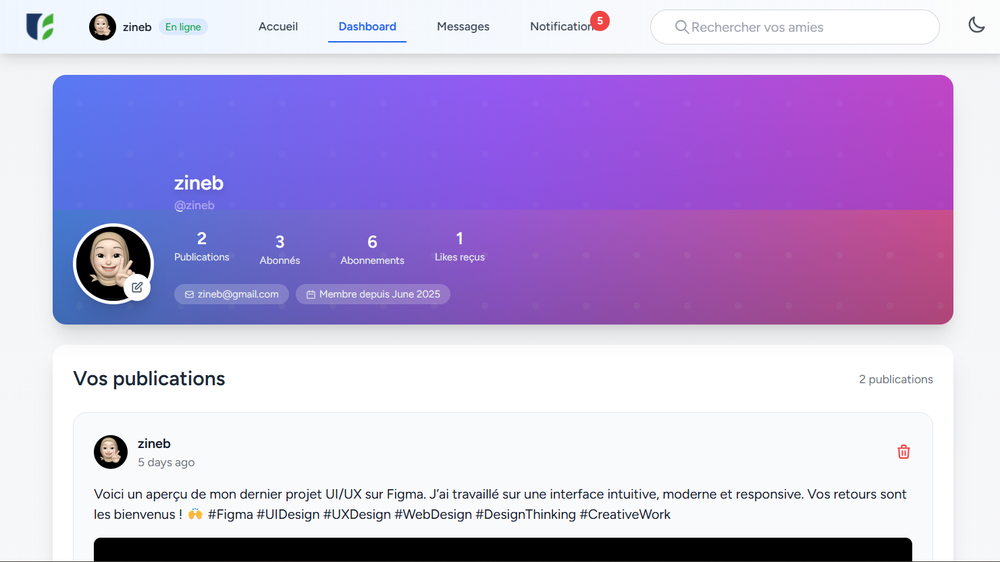 zineb
En ligne
Accueil
Dashboard
Messages
Notification
5
Rechercher vos amies
zineb
@zineb
2
Publications
3
Abonnés
6
Abonnements
1
Likes reçus
zineb@gmail.com
Membre depuis June 2025
Vos publications
2 publications
zineb
5 days ago
Voici un aperçu de mon dernier projet UI/UX sur Figma. J’ai travaillé sur une interface intuitive, moderne et responsive. Vos retours sont
les bienvenus ! 🙌 #Figma #UIDesign #UXDesign #WebDesign #DesignThinking #CreativeWork